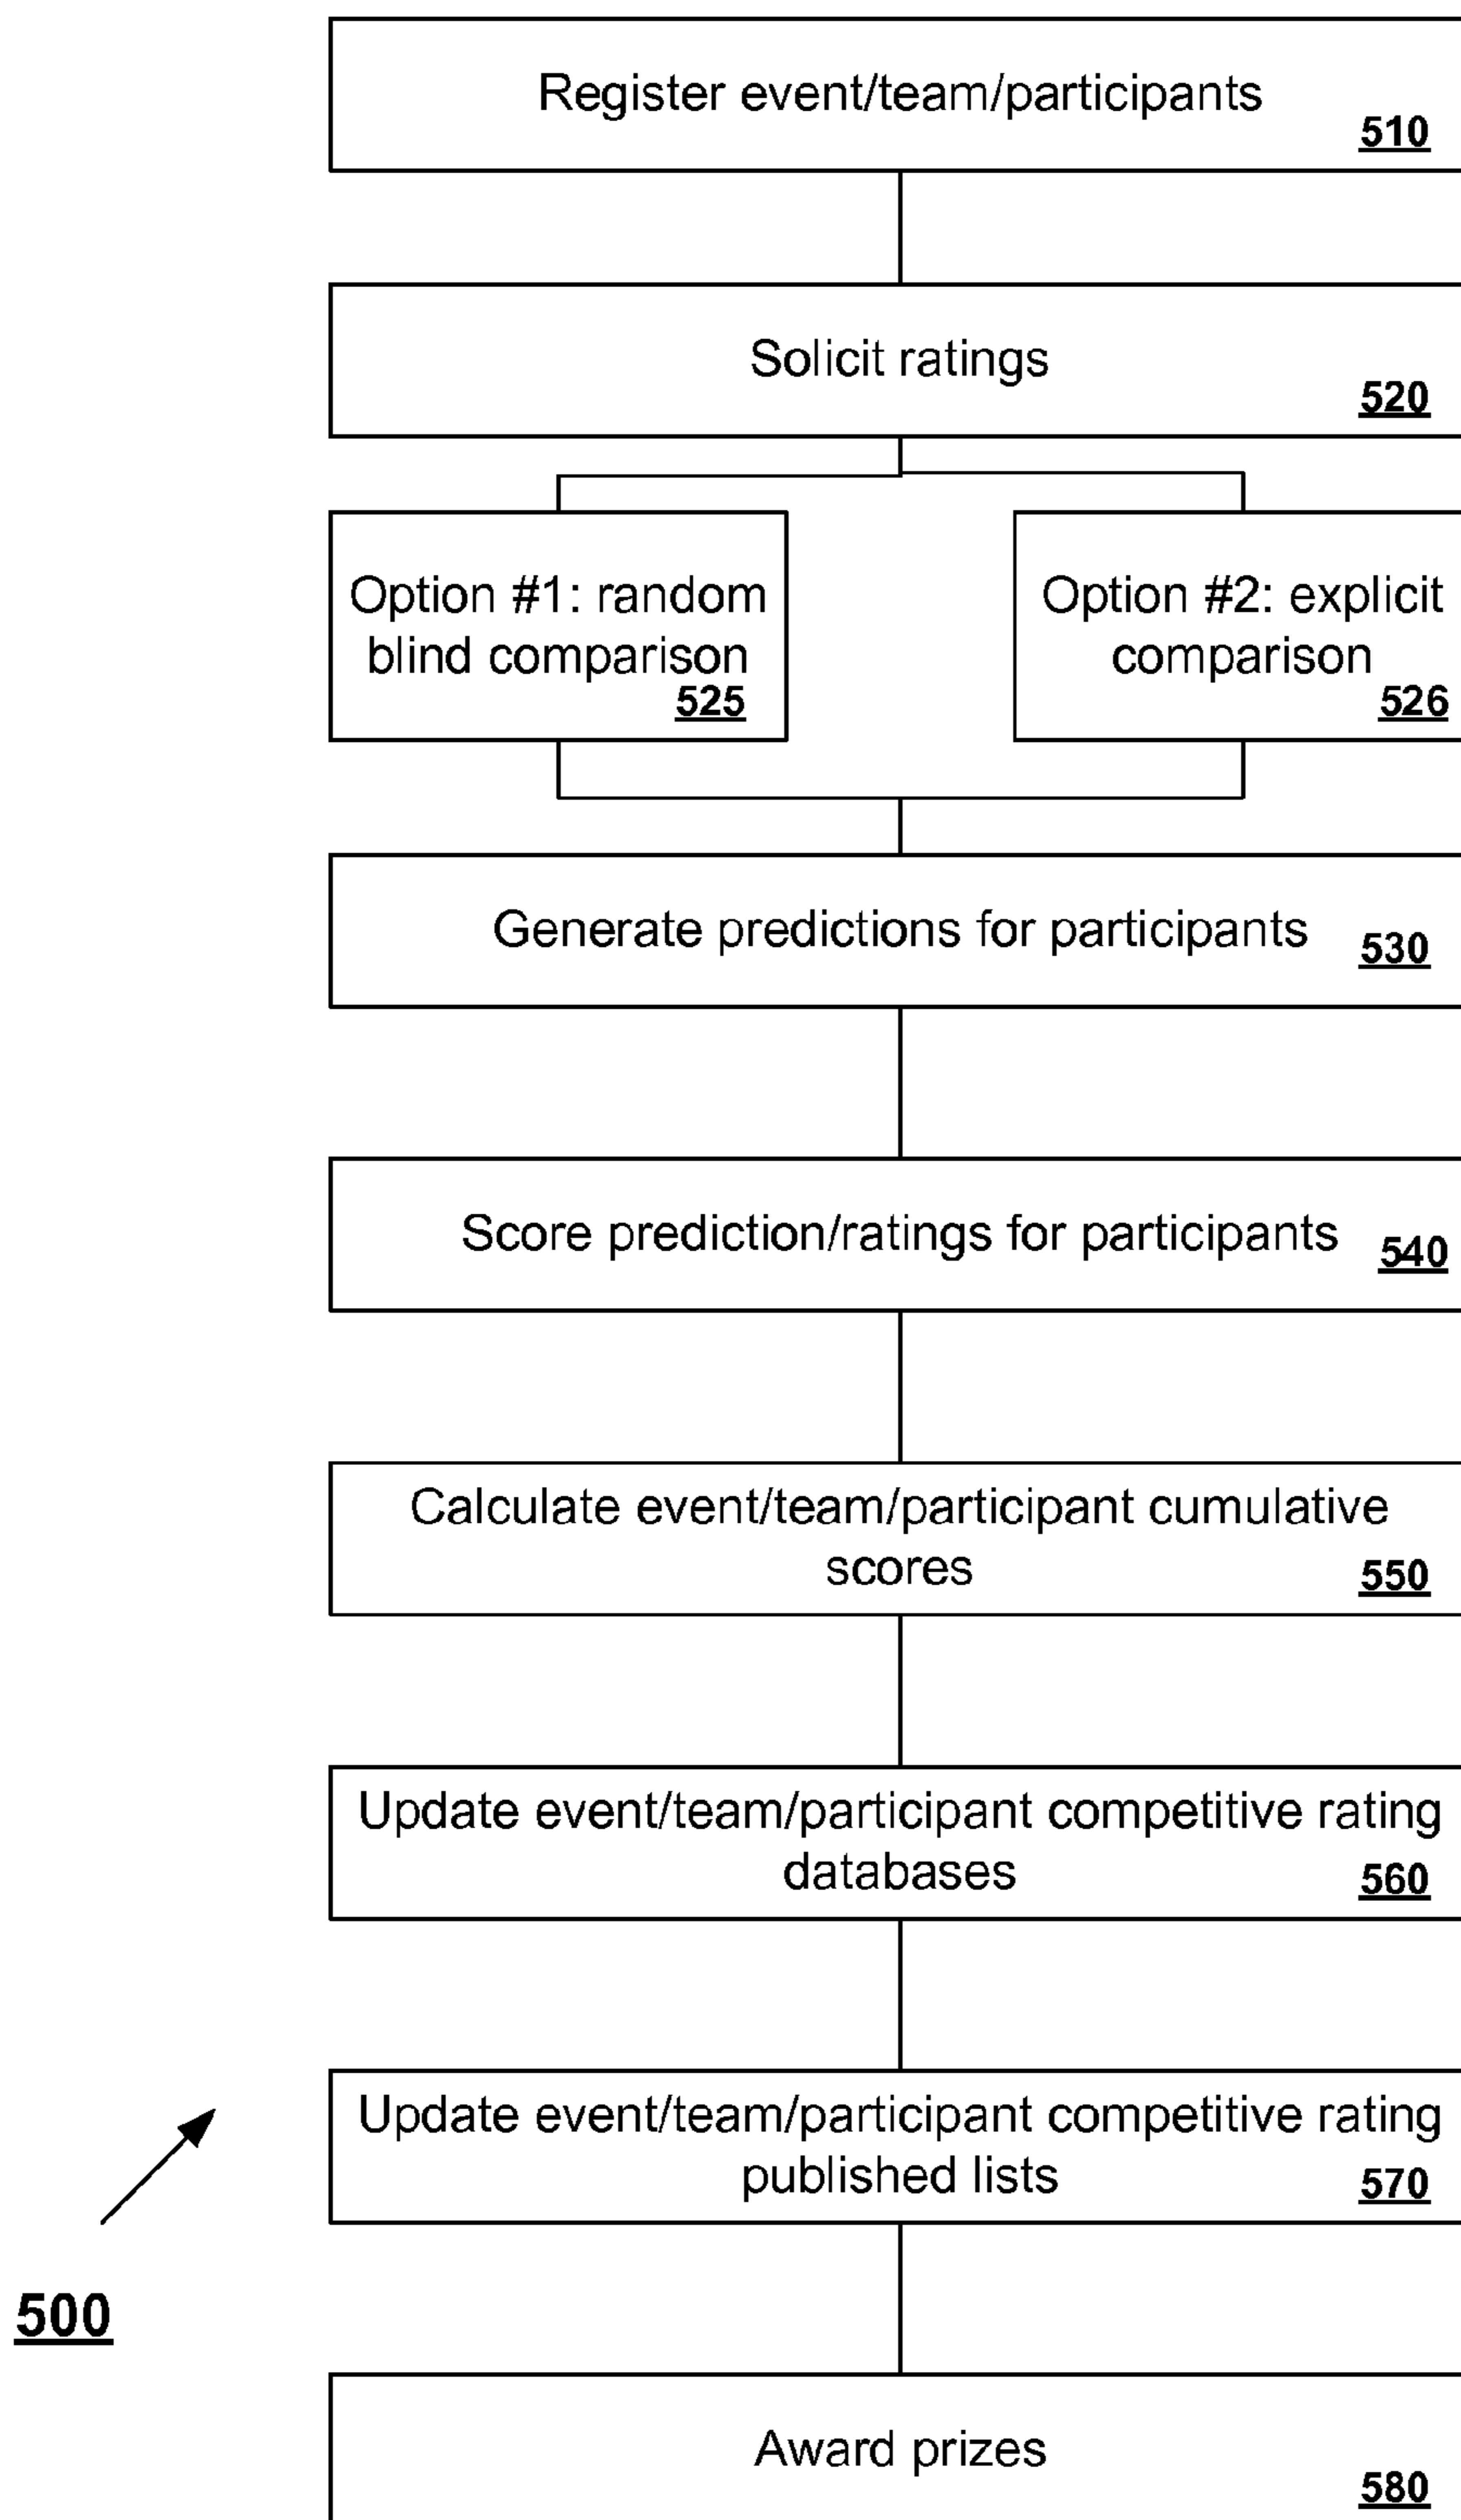 Register event/team/participants
510
Solicit ratings
520
Option #1: random
blind comparison
525
Option #2: explicit
comparison
526
Generate predictions for participants
530
Score prediction/ratings for participants
540
Calculate event/team/participant cumulative
scores
550
Update event/team/participant competitive rating
databases
560
Update event/team/participant competitive rating
published lists
570
500
Award prizes
580